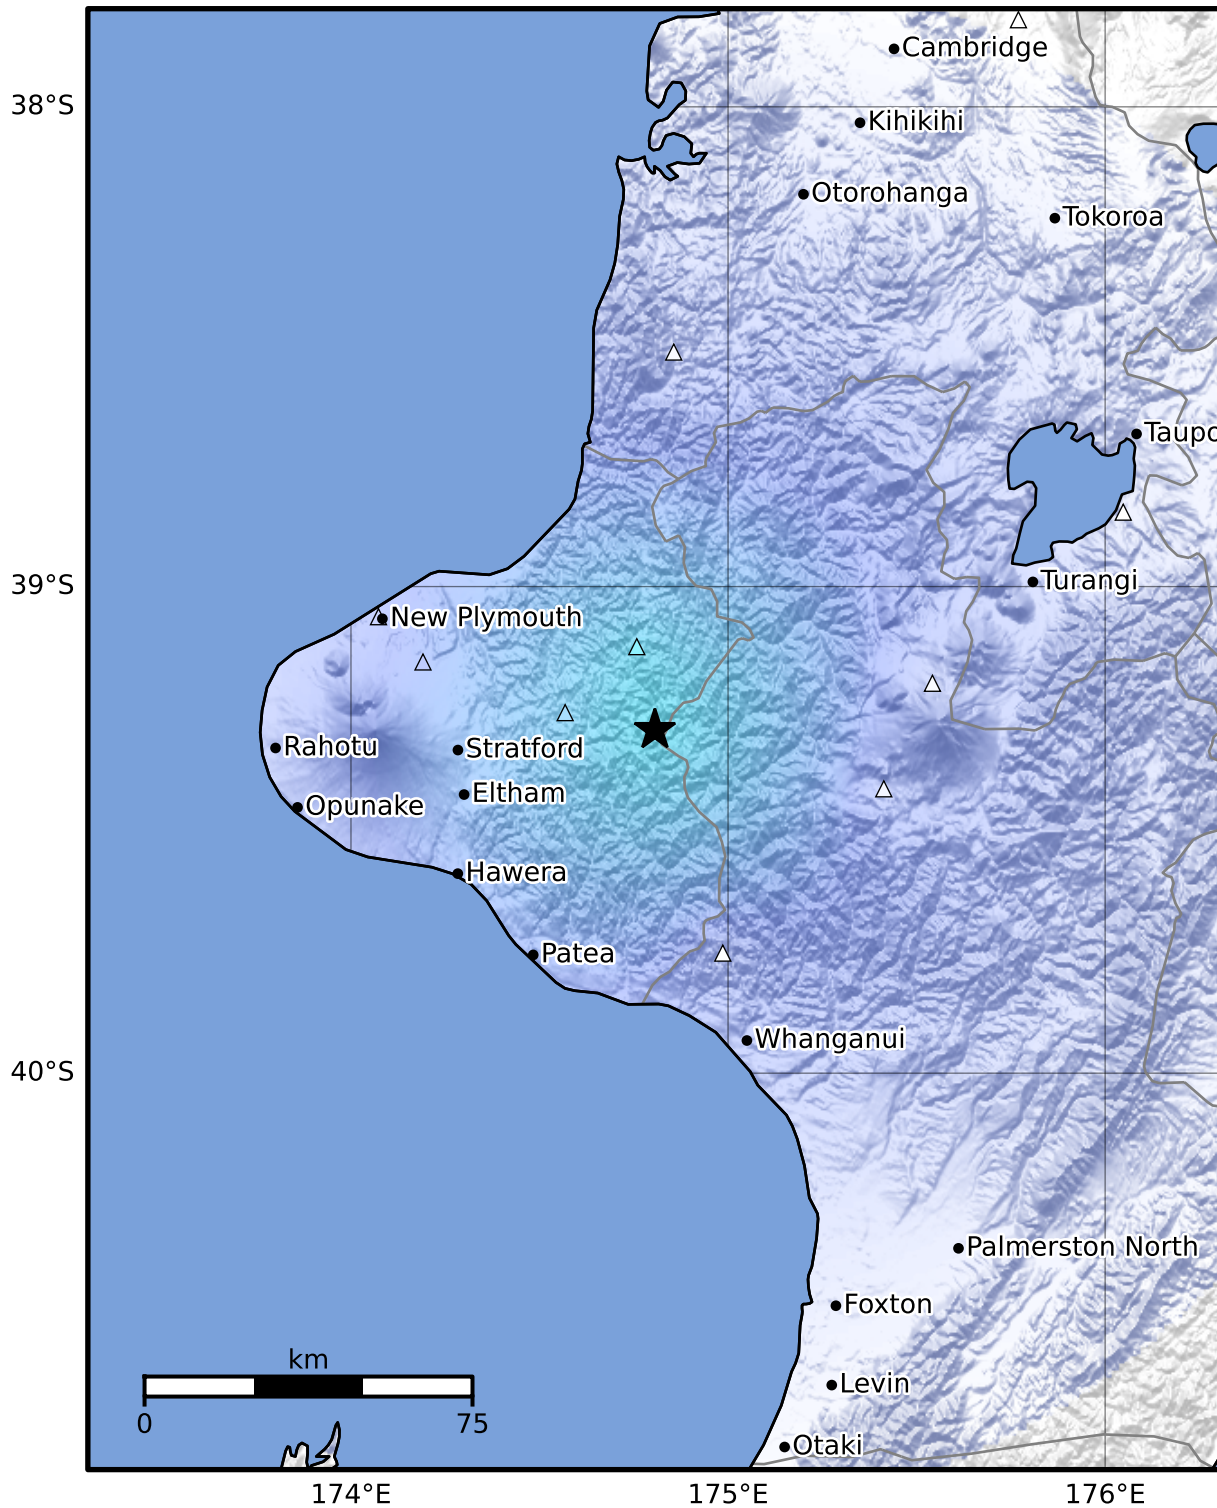 Cambridge
38°S
Kihikihi
Otorohanga
Tokoroa
Taupo
39°S
Turangi
New Plymouth
Rahotu
Stratford
Eltham
Opunake
Hawera
Patea
Whanganui
40°S
Palmerston North
Foxton
km
Levin
0
75
Otaki
174°E
175°E
176°E